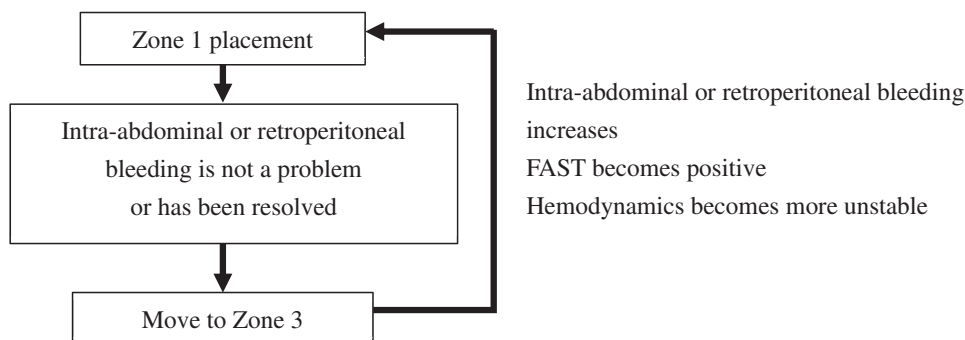 Zone 1 placement
Intra-abdominal or retroperitoneal
bleeding is not a problem
or has been resolved
Move to Zone 3
Intra-abdominal or retroperitoneal bleeding
increases
FAST becomes positive
Hemodynamics becomes more unstable